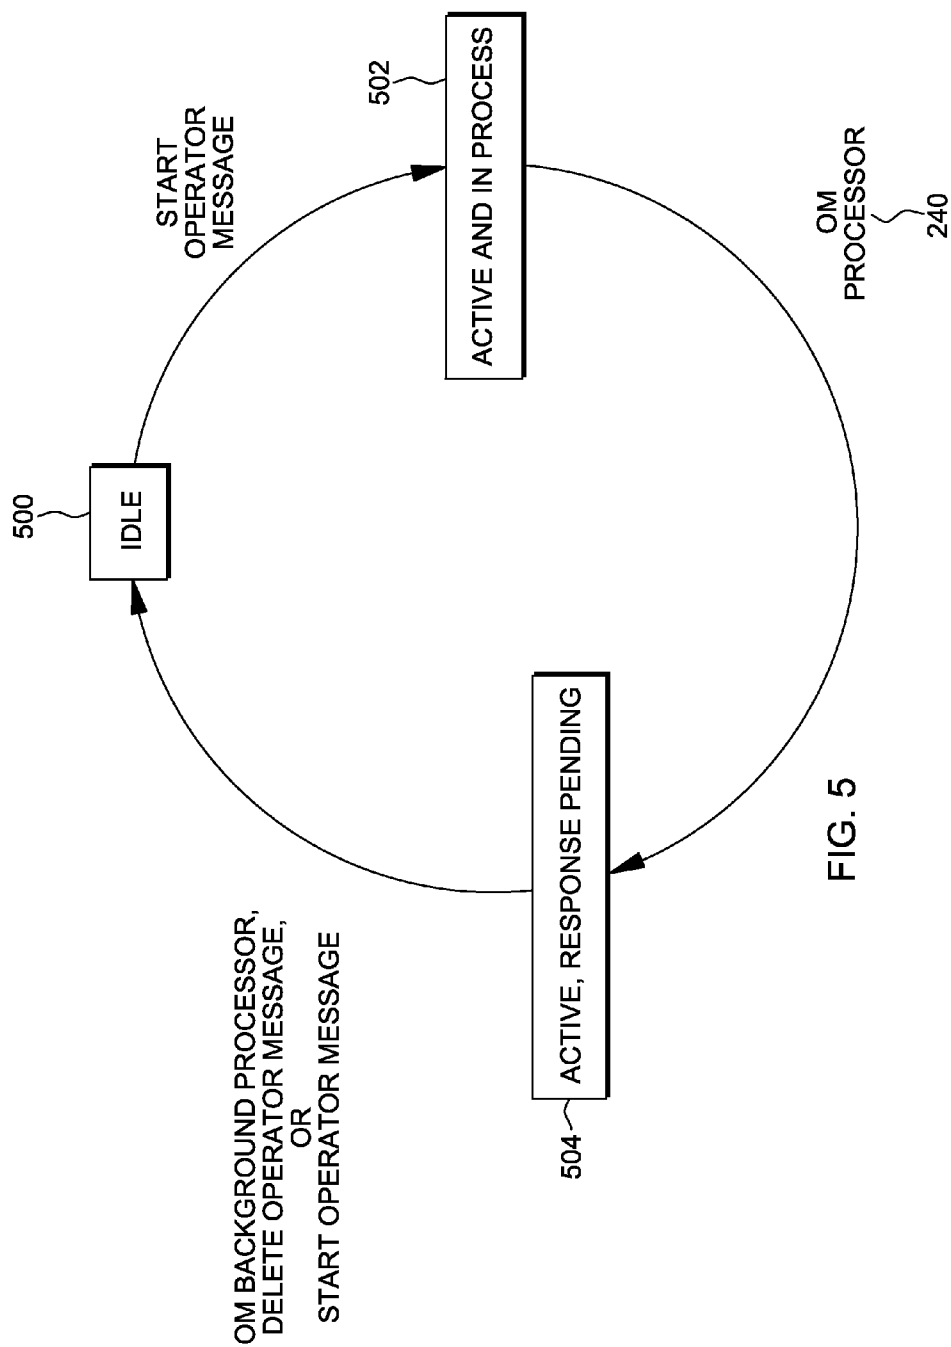 500
IDLE
START
OPERATOR
MESSAGE
502
ACTIVE AND IN PROCESS
OM
PROCESSOR
240
504
ACTIVE, RESPONSE PENDING
OM BACKGROUND PROCESSOR,
DELETE OPERATOR MESSAGE,
OR
START OPERATOR MESSAGE
FIG. 5